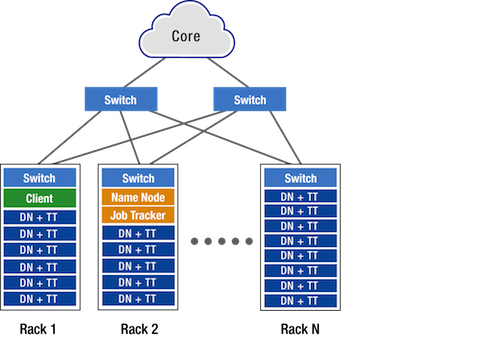 Core
Switch
Switch
Switch
Client
DN + TT
DN + TT
DN + TT
DN + TT
DN + TT
DN + TT
Rack 1
Switch
Name Node
Job Tracker
DN + TT
DN + TT
DN + TT
DN + TT
DN + TT
Rack 2
Switch
DN + TT
DN + TT
DN + TT
DN + TT
DN + TT
DN + TT
DN + TT
DN + TT
Rack N